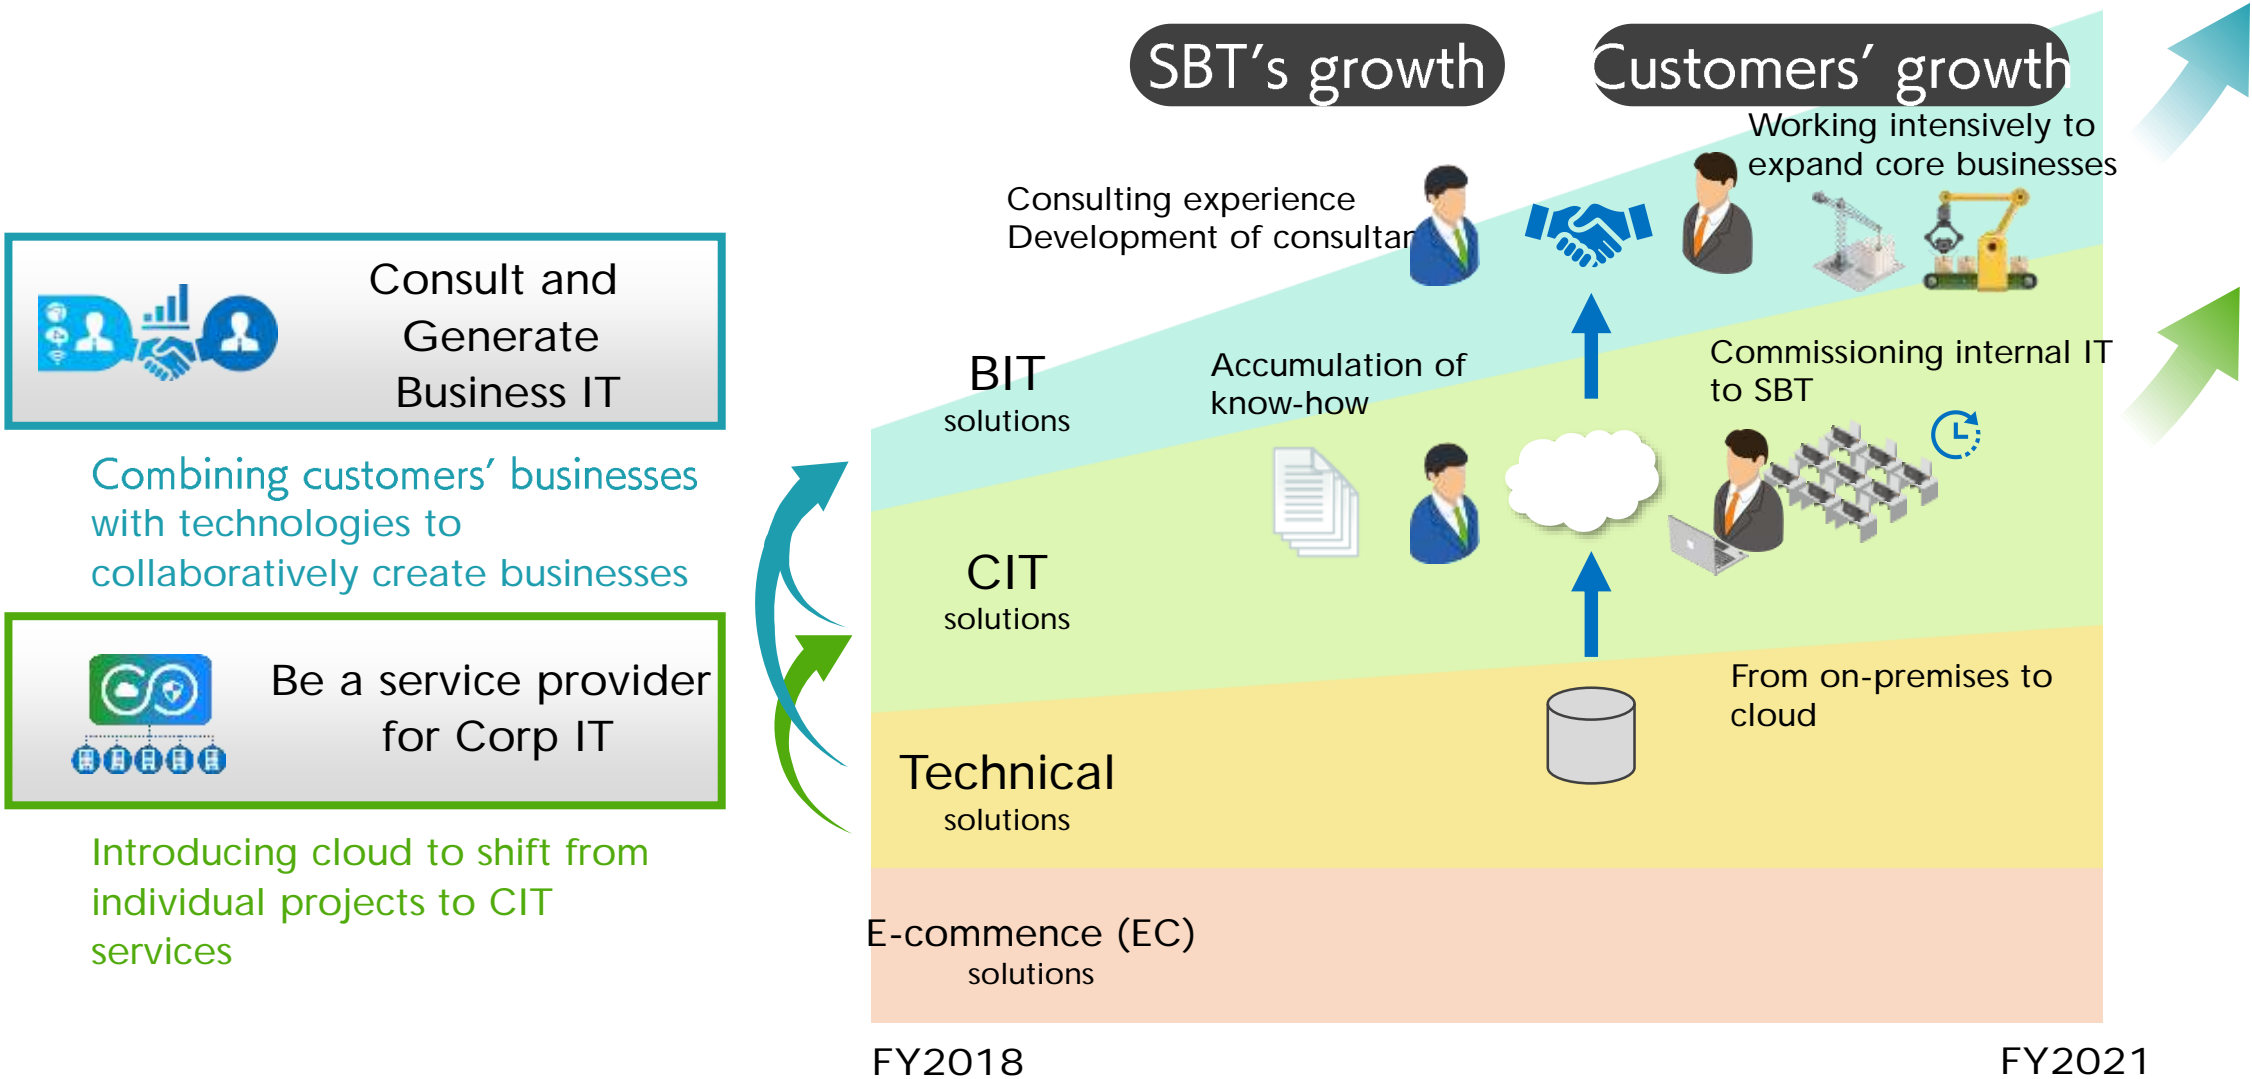 SBT's growth
Customers' growth
Working intensively to
expand core businesses
Consulting experience
Development of consultan
Consult and
Generate
Business IT
Combining customers' businesses
with technologies to
collaboratively create businesses
BIT
solutions
Accumulation of
know-how
Commissioning internal IT
to SBT
CIT
solutions
Be a service provider
for Corp IT
Introducing cloud to shift from
individual projects to CIT
services
From on-premises to
cloud
Technical
solutions
E-commence (EC)
solutions
FY2018
FY2021